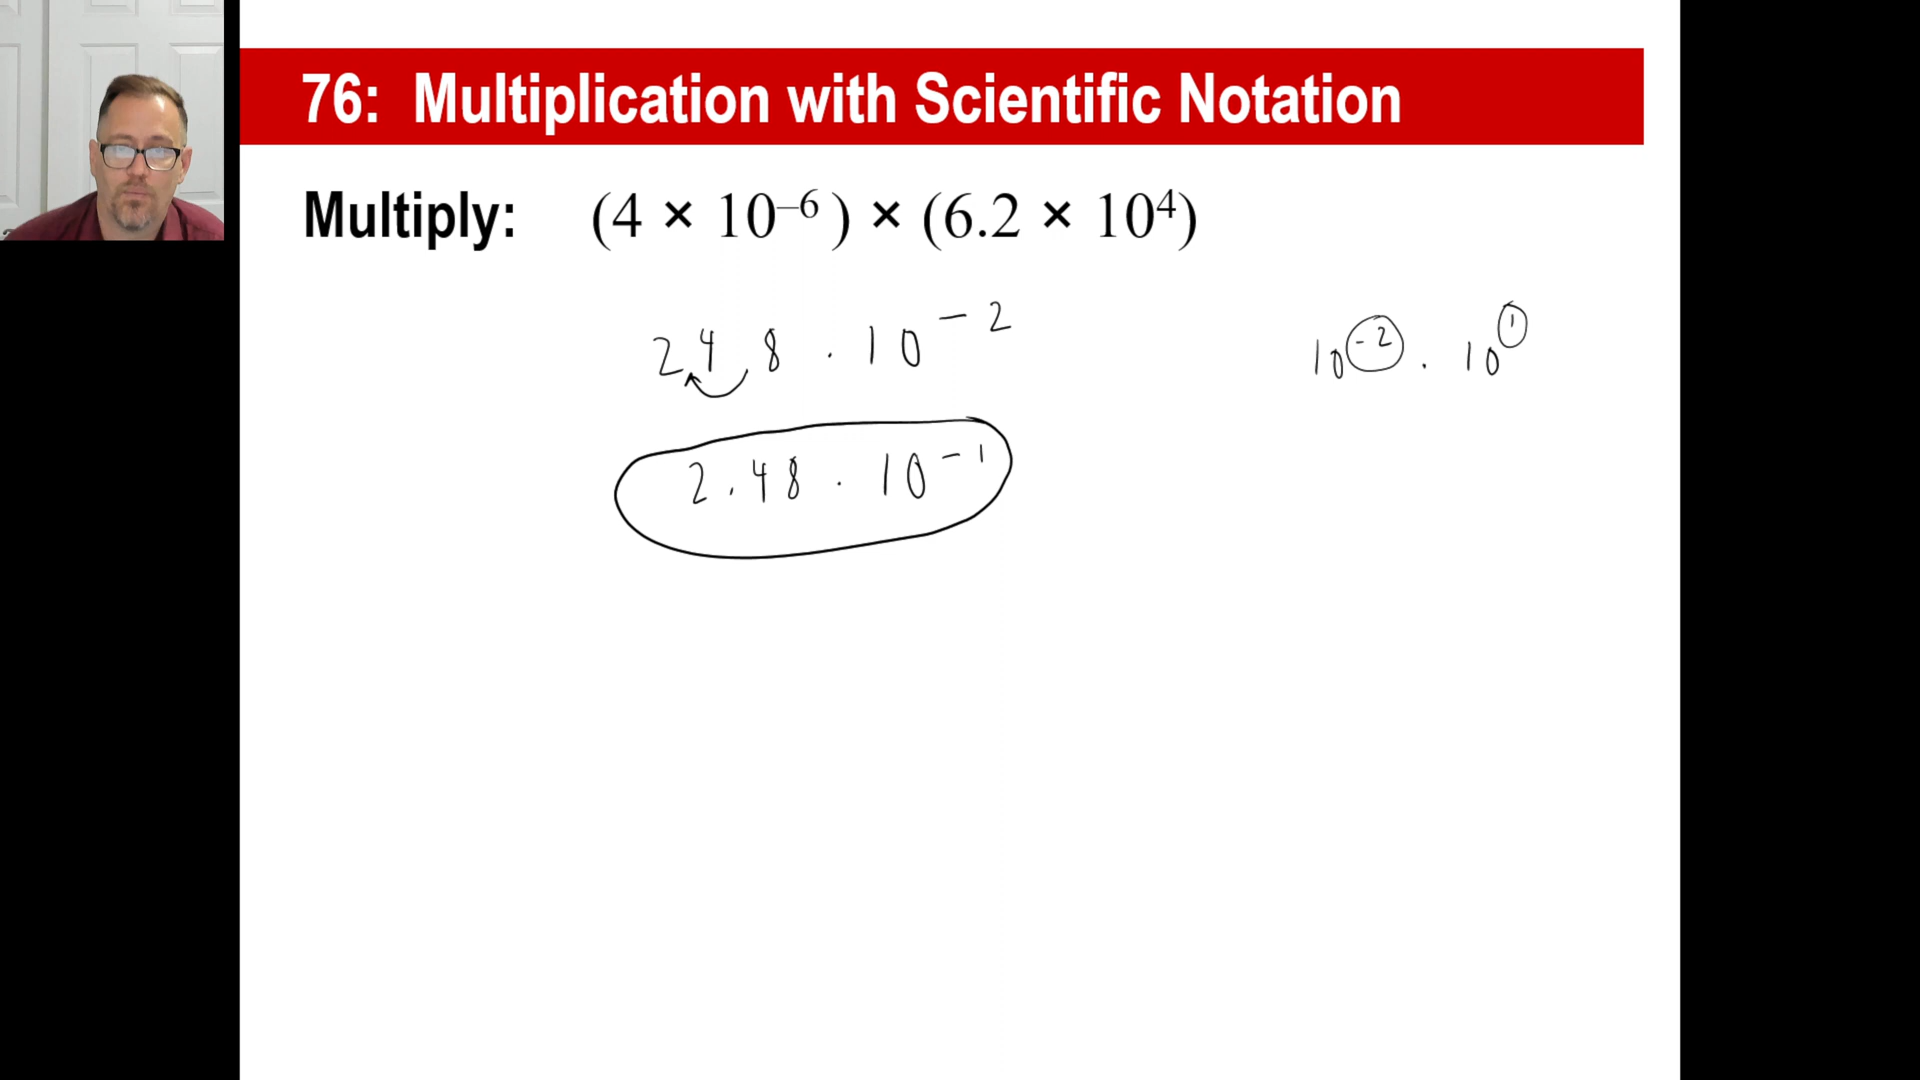 76: Multiplication with Scientific Notation
Multiply: (4 × 10⁻⁶) × (6.2 × 10⁴)
24.8 · 10⁻² 10⁻² · 10¹
2.48 · 10⁻¹